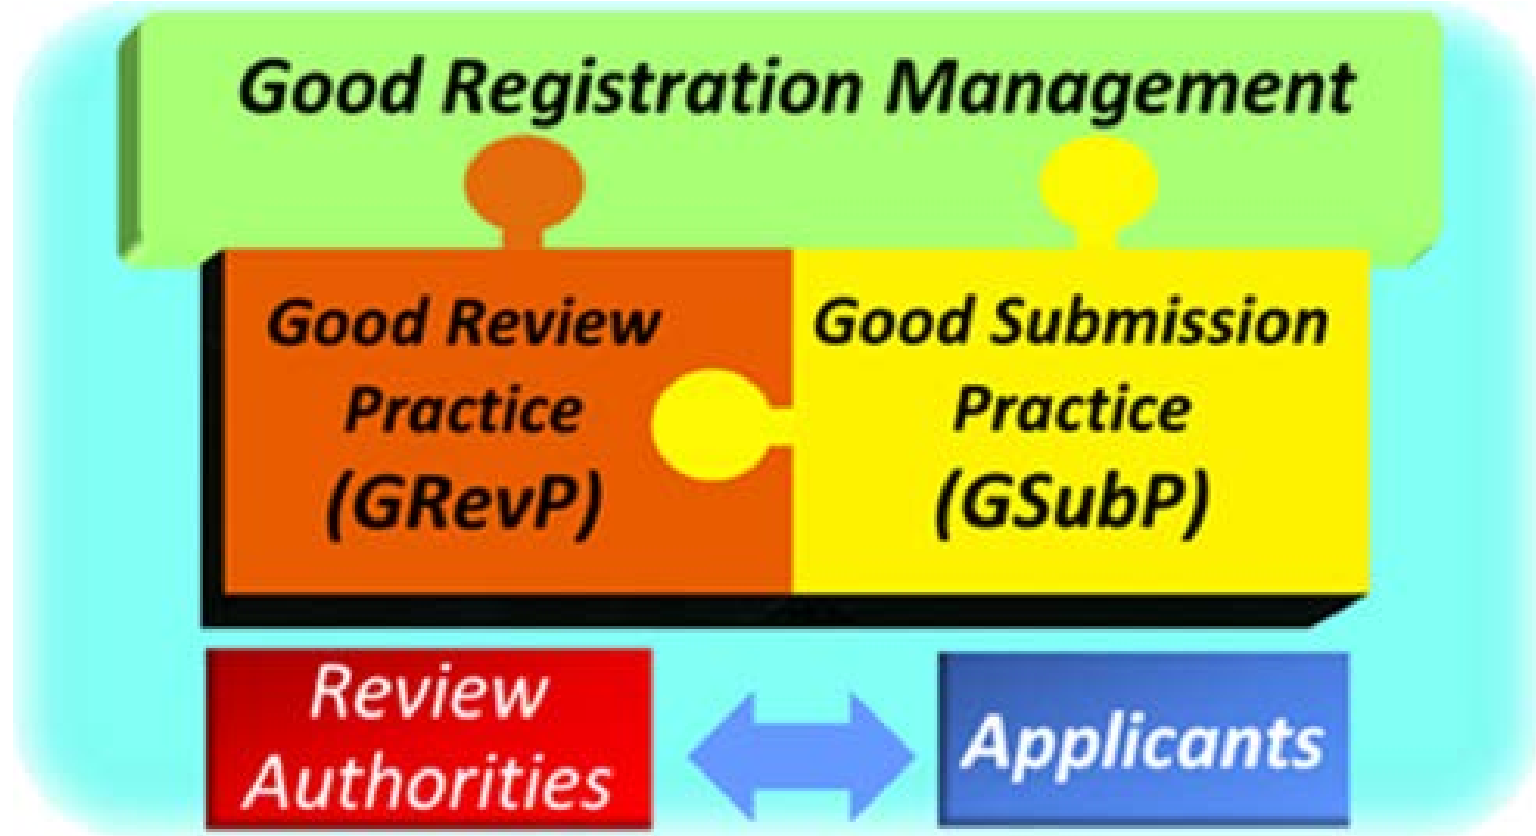 Good Registration Management
Good Review
Practice
(GRevP)
Good Submission
Practice
(GSubP)
Review
Authorities
Applicants